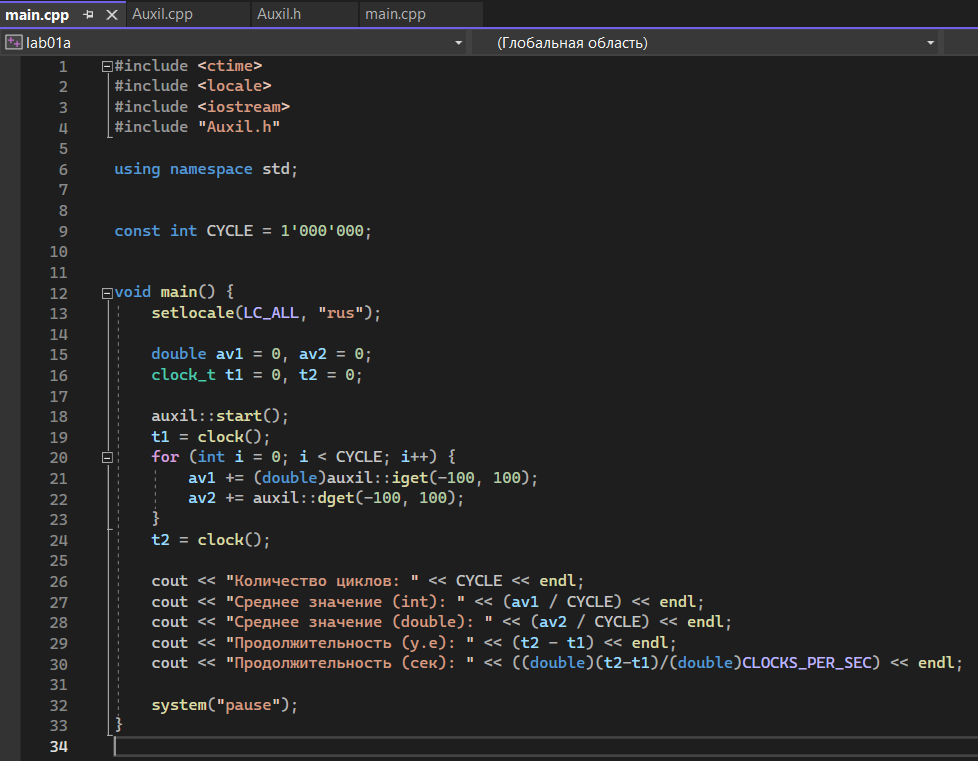 main.cpp Auxil.cpp Auxil.h main.cpp
lab01a (Глобальная область)
1 #include <ctime>
2 #include <locale>
3 #include <iostream>
4 #include "Auxil.h"
5
6 using namespace std;
7
8
9 const int CYCLE = 1'000'000;
10
11
12 void main() {
13 setlocale(LC_ALL, "rus");
14
15 double av1 = 0, av2 = 0;
16 clock_t t1 = 0, t2 = 0;
17
18 auxil::start();
19 t1 = clock();
20 for (int i = 0; i < CYCLE; i++) {
21 av1 += (double)auxil::iget(-100, 100);
22 av2 += auxil::dget(-100, 100);
23 }
24 t2 = clock();
25
26 cout << "Количество циклов: " << CYCLE << endl;
27 cout << "Среднее значение (int): " << (av1 / CYCLE) << endl;
28 cout << "Среднее значение (double): " << (av2 / CYCLE) << endl;
29 cout << "Продолжительность (у.е): " << (t2 - t1) << endl;
30 cout << "Продолжительность (сек): " << ((double)(t2-t1)/(double)CLOCKS_PER_SEC) << endl;
31
32 system("pause");
33 }
34